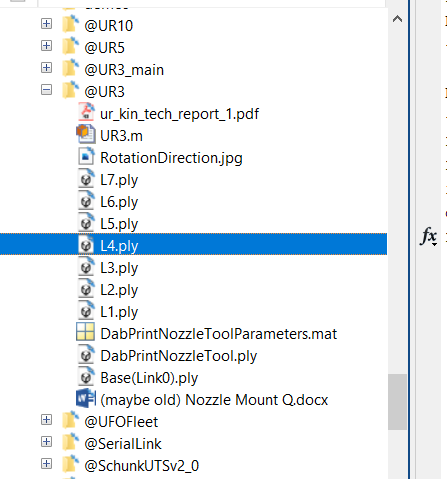 @UR10
@UR5
@UR3_main
@UR3
ur_kin_tech_report_1.pdf
UR3.m
RotationDirection.jpg
L7.ply
L6.ply
L5.ply
L4.ply
L3.ply
L2.ply
L1.ply
DabPrintNozzleToolParameters.mat
DabPrintNozzleTool.ply
Base(Link0).ply
(maybe old) Nozzle Mount Q.docx
@UFOFleet
@SerialLink
@SchunkUTSv2_0
fx